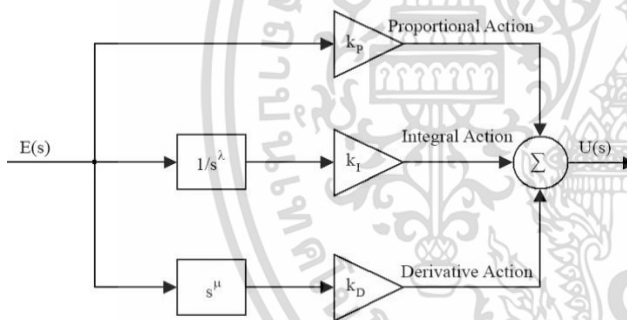 Proportional Action
k_P
E(s)
1/s^λ
k_I
Integral Action
Σ
U(s)
s^μ
k_D
Derivative Action